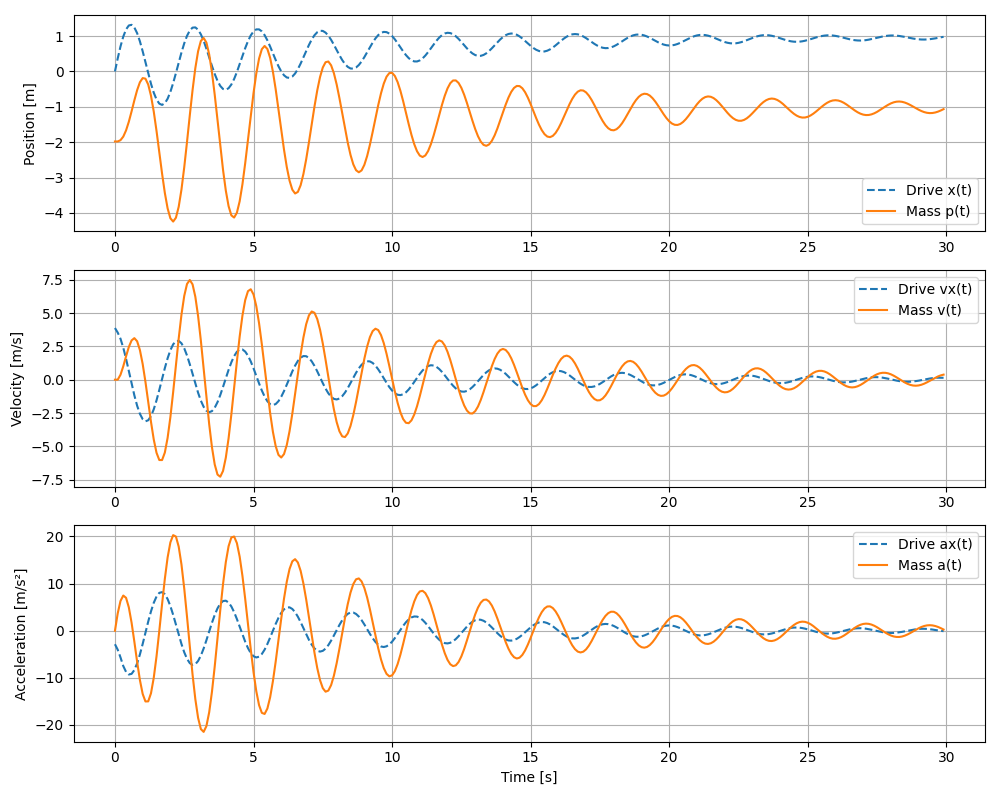 Position [m]
1
0
−1
−2
−3
−4
Drive x(t)
Mass p(t)
0 5 10 15 20 25 30
Velocity [m/s]
7.5
5.0
2.5
0.0
−2.5
−5.0
−7.5
Drive vx(t)
Mass v(t)
0 5 10 15 20 25 30
Acceleration [m/s²]
20
10
0
−10
−20
Drive ax(t)
Mass a(t)
0 5 10 15 20 25 30
Time [s]